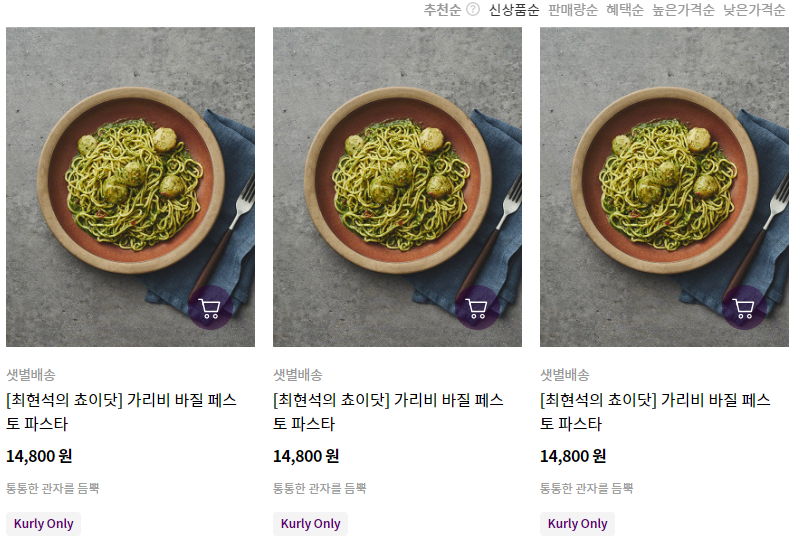 추천순 ? 신상품순 판매량순 혜택순 높은가격순 낮은가격순
샛별배송 샛별배송 샛별배송
[최현석의 쵸이닷] 가리비 바질 페스 [최현석의 쵸이닷] 가리비 바질 페스 [최현석의 쵸이닷] 가리비 바질 페스
토 파스타 토 파스타 토 파스타
14,800 원 14,800 원 14,800 원
통통한 관자를 듬뿍 통통한 관자를 듬뿍 통통한 관자를 듬뿍
Kurly Only Kurly Only Kurly Only